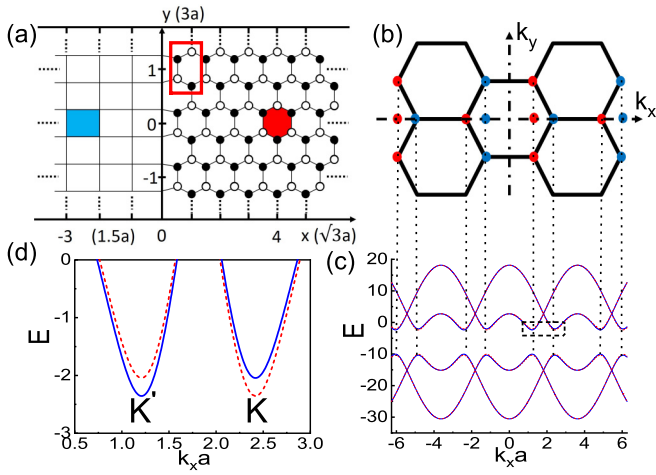 (a)
y (3a)
1
0
-1
-3
(1.5a)
0
4
x (√3a)
(b)
k_y
k_x
(d)
E
0
-1
-2
-3
K'
K
0.5
1.0
1.5
2.0
2.5
3.0
k_xa
(c)
E
20
10
0
-10
-20
-30
-6
-4
-2
0
2
4
6
k_xa